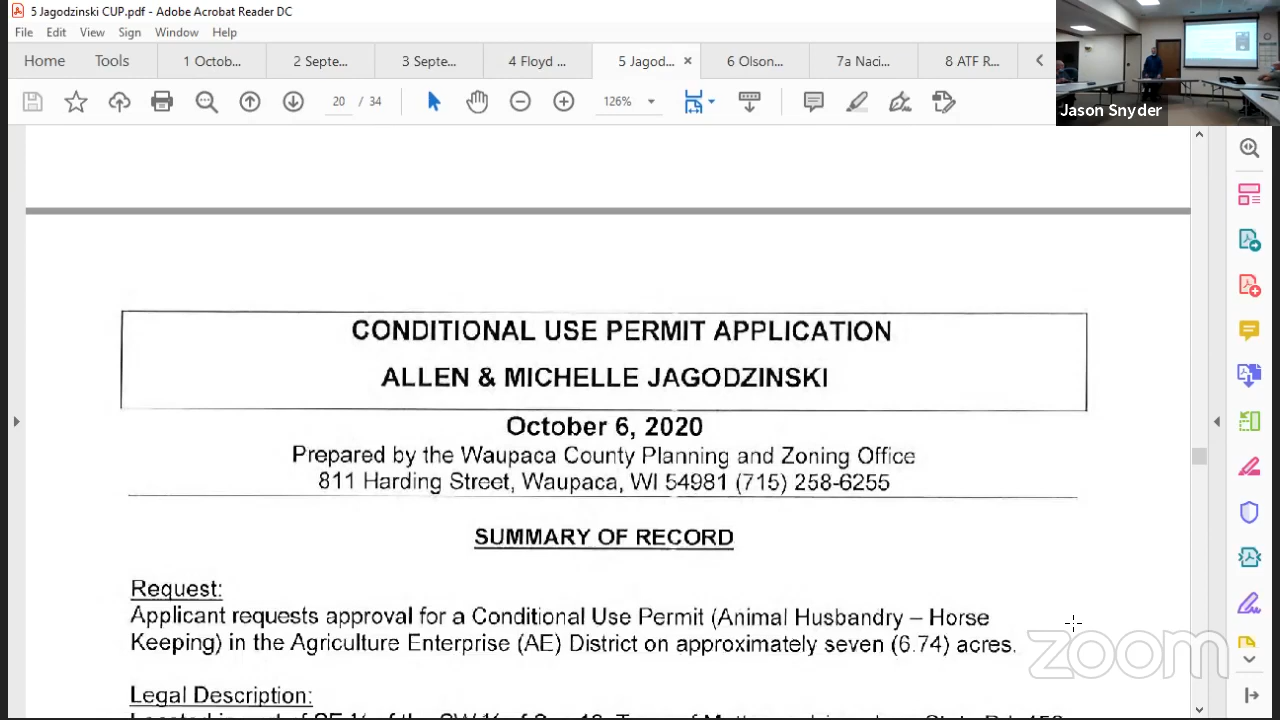 5 Jagodzinski CUP.pdf - Adobe Acrobat Reader DC
File Edit View Sign Window Help
Home Tools 1 Octob... 2 Septe... 3 Septe... 4 Floyd ... 5 Jagod... × 6 Olson... 7a Naci... 8 ATF R...
20 / 34 126%
Jason Snyder
CONDITIONAL USE PERMIT APPLICATION
ALLEN & MICHELLE JAGODZINSKI
October 6, 2020
Prepared by the Waupaca County Planning and Zoning Office
811 Harding Street, Waupaca, WI 54981 (715) 258-6255
SUMMARY OF RECORD
Request:
Applicant requests approval for a Conditional Use Permit (Animal Husbandry – Horse
Keeping) in the Agriculture Enterprise (AE) District on approximately seven (6.74) acres.
zoom
Legal Description: